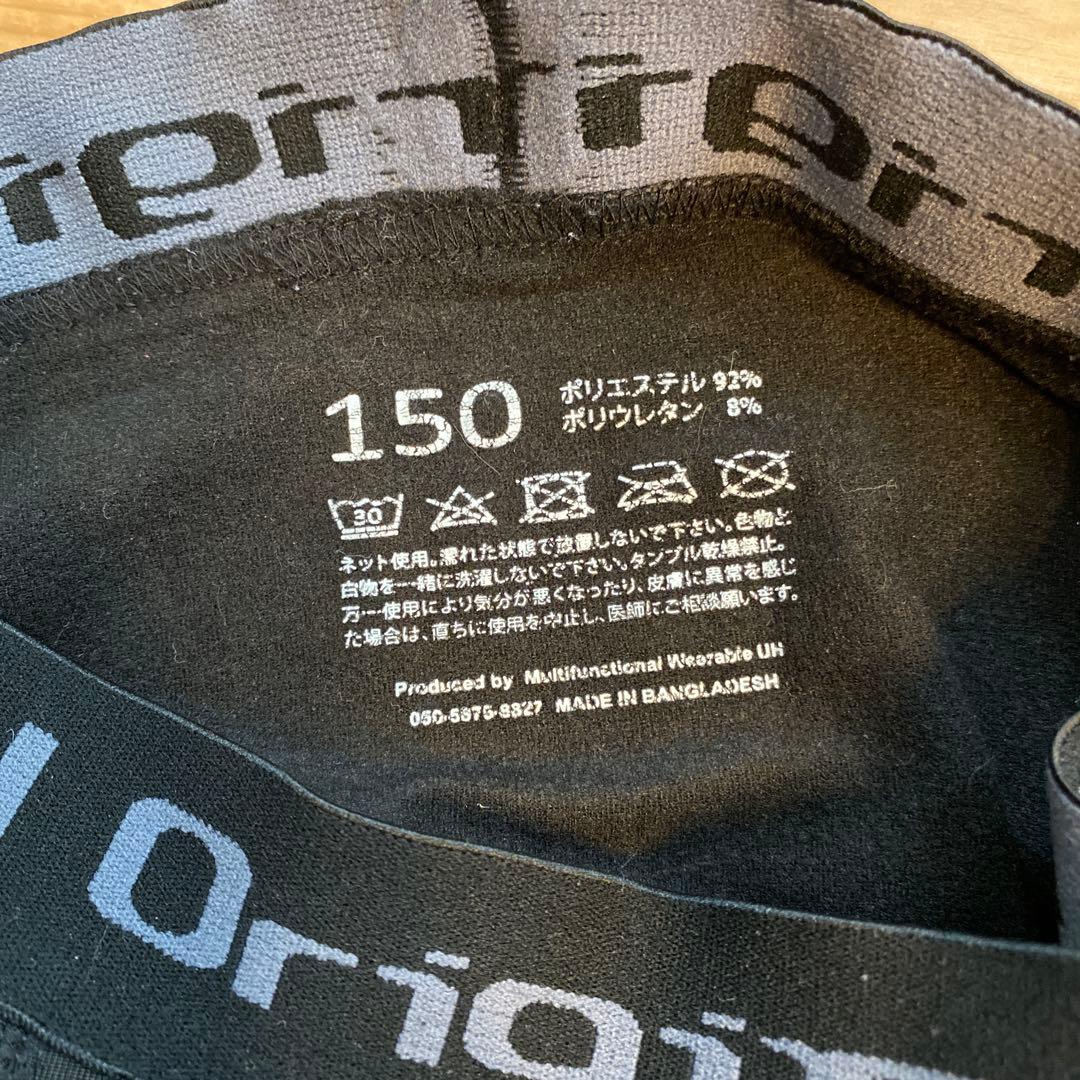 150
ポリエステル 92%
ポリウレタン 8%
30
ネット使用。濡れた状態で放置しないで下さい。色物と
白物を一緒に洗濯しないで下さい。タンブル乾燥禁止。
万一使用により気分が悪くなったり、皮膚に異常を感じ
た場合は、直ちに使用を中止し、医師にご相談願います。
Produced by Multifunctional Wearable UH
050-5875-8327 MADE IN BANGLADESH